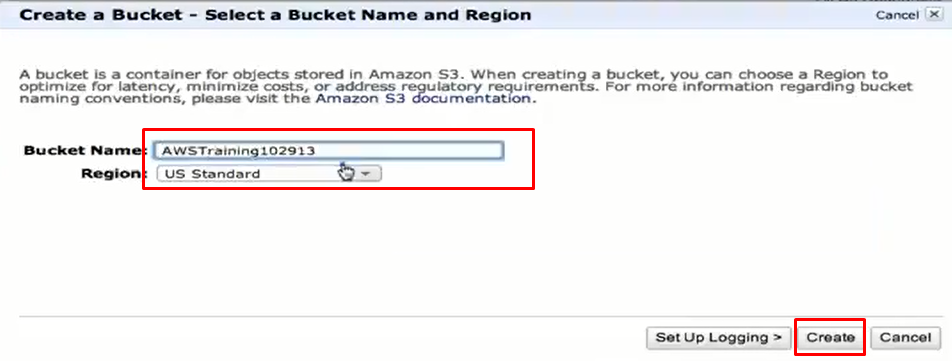 Create a Bucket - Select a Bucket Name and Region
Cancel
A bucket is a container for objects stored in Amazon S3. When creating a bucket, you can choose a Region to
optimize for latency, minimize costs, or address regulatory requirements. For more information regarding bucket
naming conventions, please visit the Amazon S3 documentation.
Bucket Name: AWSTraining102913
Region: US Standard
Set Up Logging > Create Cancel